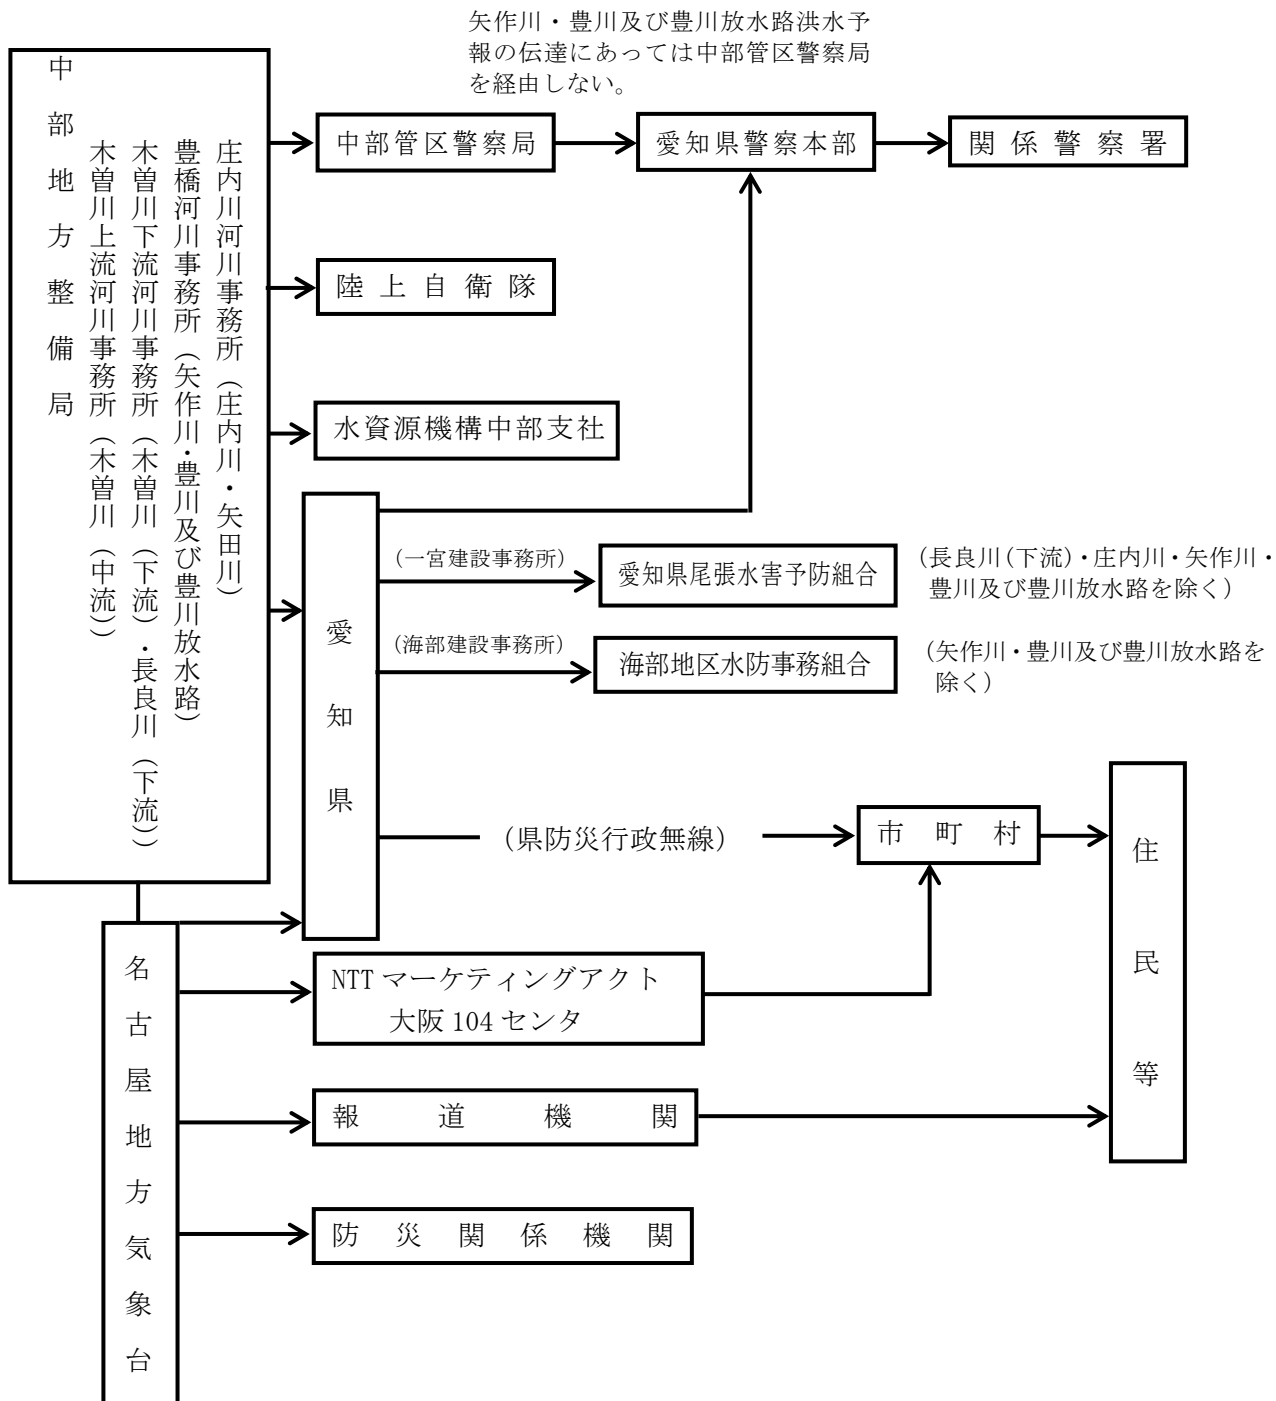 矢作川・豊川及び豊川放水路洪水予
報の伝達にあっては中部管区警察局
を経由しない。
庄内川河川事務所（庄内川・矢田川）
豊橋河川事務所（矢作川・豊川及び豊川放水路）
木曽川下流河川事務所（木曽川（下流）・長良川（下流））
木曽川上流河川事務所（木曽川（中流））
中部地方整備局
中部管区警察局
愛知県警察本部
関係警察署
陸上自衛隊
水資源機構中部支社
愛知県
（一宮建設事務所）
愛知県尾張水害予防組合
（長良川（下流）・庄内川・矢作川・
豊川及び豊川放水路を除く）
（海部建設事務所）
海部地区水防事務組合
（矢作川・豊川及び豊川放水路を
除く）
（県防災行政無線）
市町村
住民等
名古屋地方気象台
NTT マーケティングアクト
大阪 104 センタ
報道機関
防災関係機関